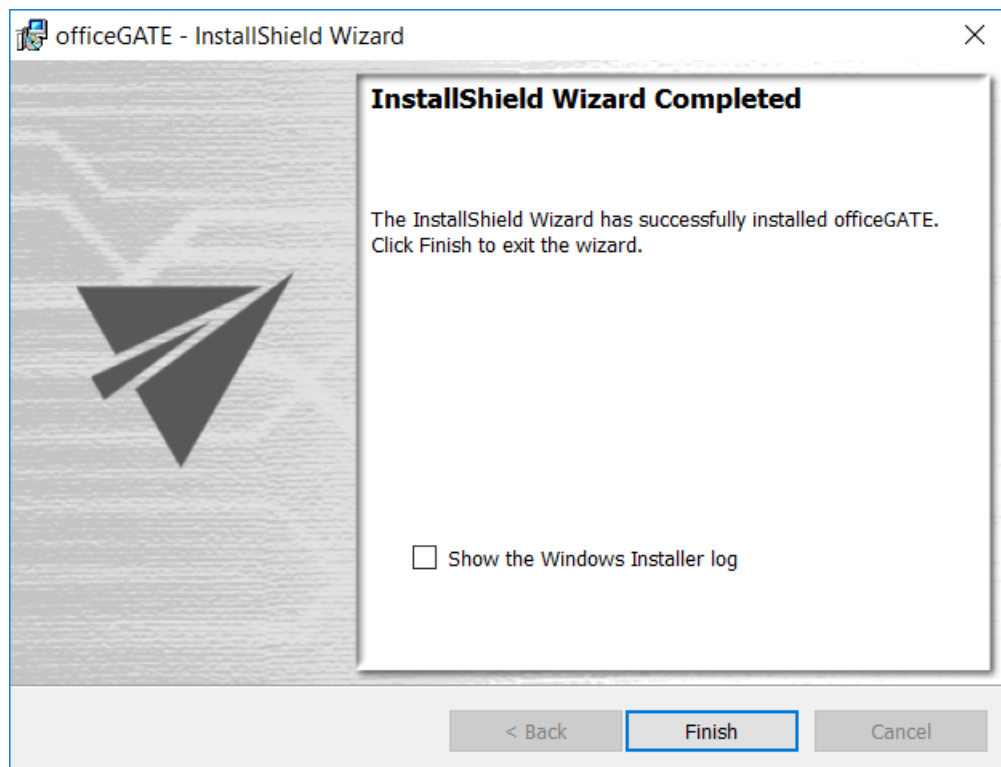 officeGATE - InstallShield Wizard
InstallShield Wizard Completed
The InstallShield Wizard has successfully installed officeGATE.
Click Finish to exit the wizard.
Show the Windows Installer log
< Back
Finish
Cancel